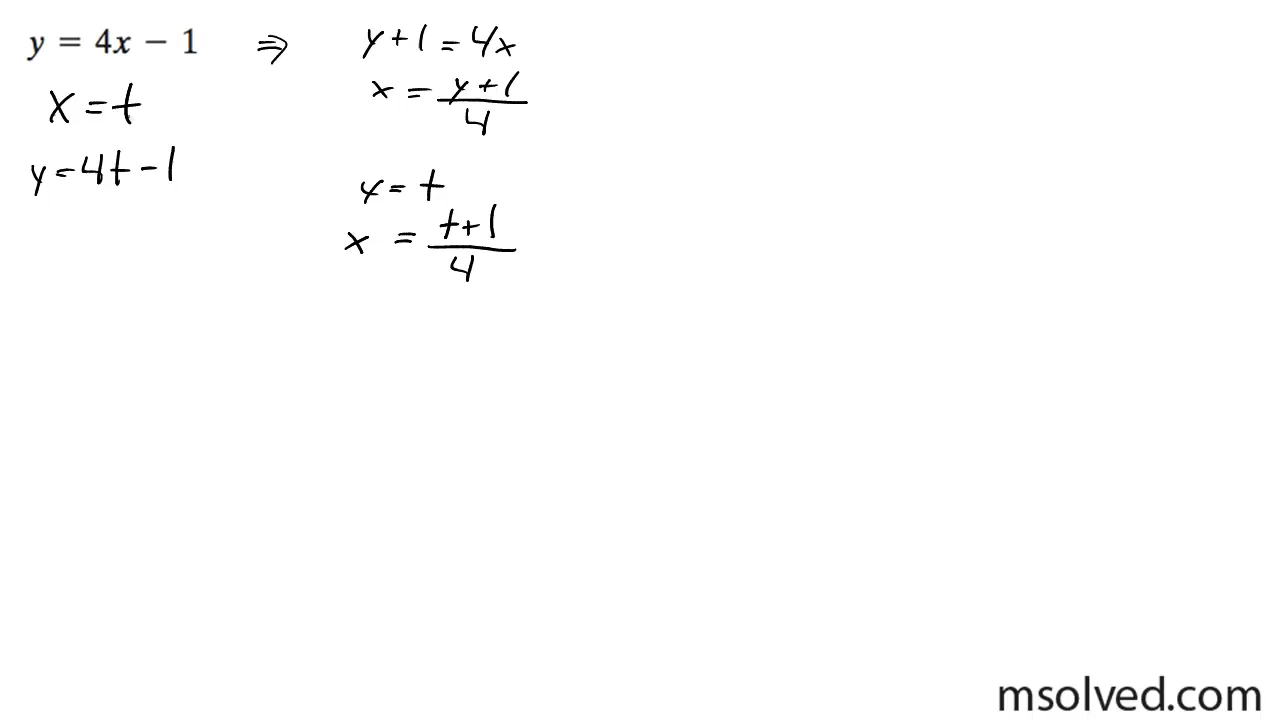 y = 4x − 1 ⇒
x = t
y = 4t − 1
y + 1 = 4x
x = (y + 1)/4
y = t
x = (t + 1)/4
msolved.com